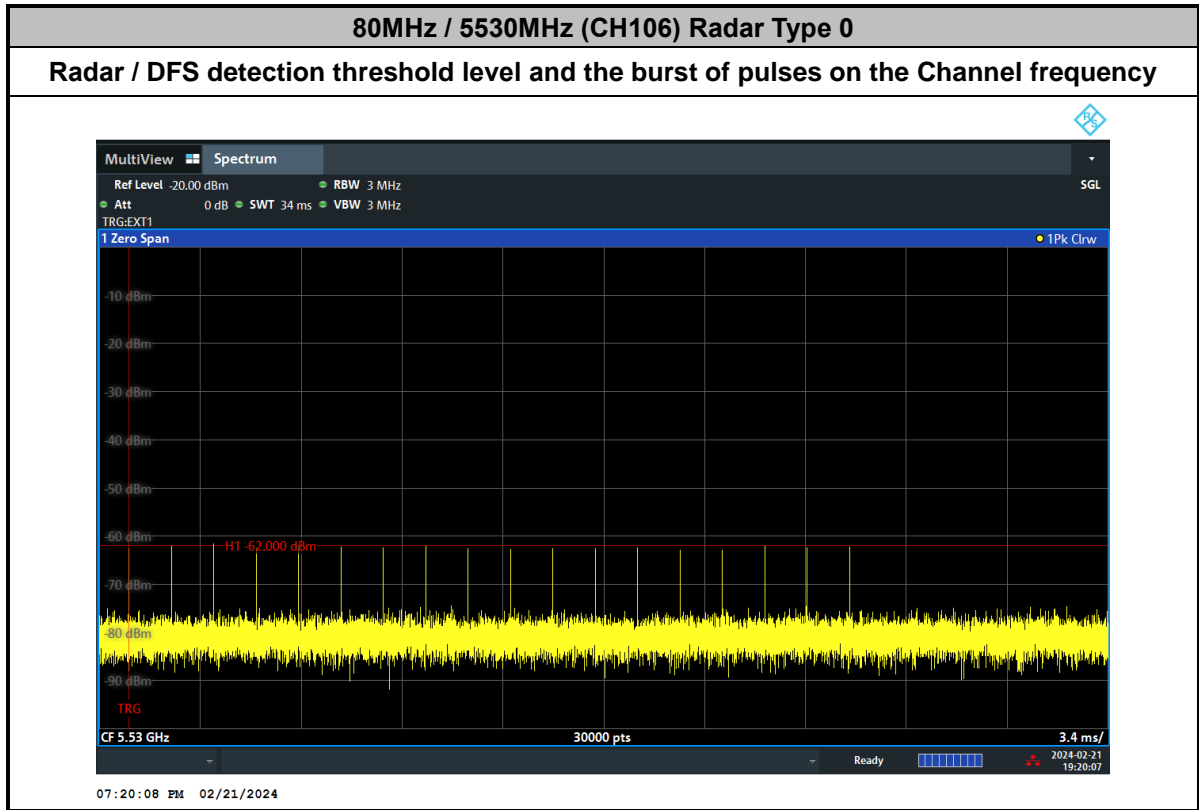 80MHz / 5530MHz (CH106) Radar Type 0
Radar / DFS detection threshold level and the burst of pulses on the Channel frequency
R&S
MultiView Spectrum
Ref Level -20.00 dBm RBW 3 MHz SGL
Att 0 dB SWT 34 ms VBW 3 MHz
TRG:EXT1
1 Zero Span 1Pk Clrw
-10 dBm
-20 dBm
-30 dBm
-40 dBm
-50 dBm
-60 dBm
H1 -62.000 dBm
-70 dBm
-80 dBm
-90 dBm
TRG
CF 5.53 GHz 30000 pts 3.4 ms/
Ready 2024-02-21
19:20:07
07:20:08 PM 02/21/2024